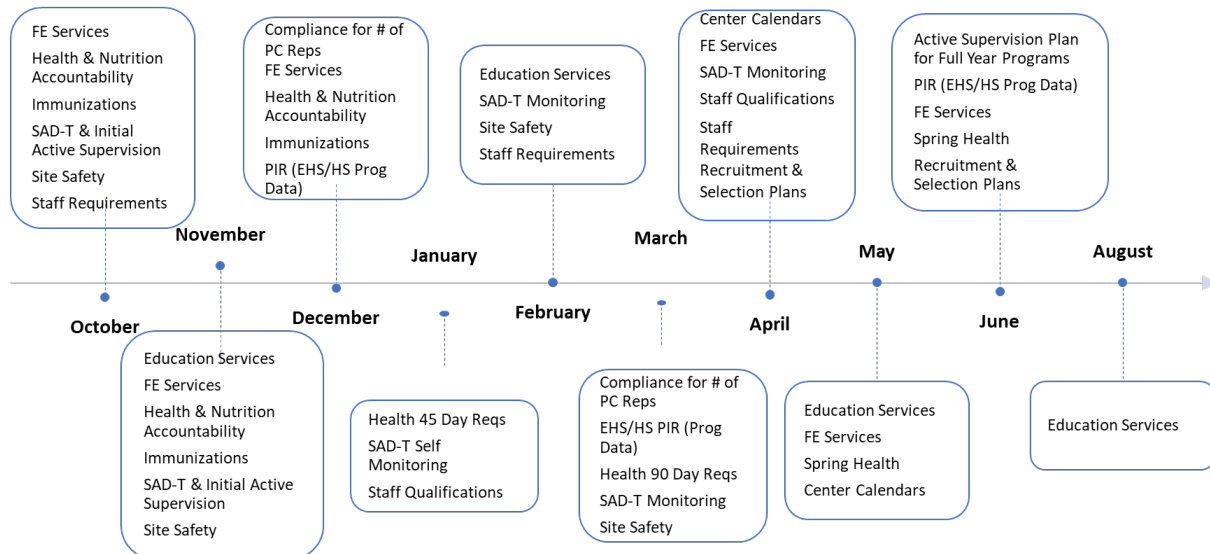 FE Services
Health & Nutrition
Accountability
Immunizations
SAD-T & Initial
Active Supervision
Site Safety
Staff Requirements
Compliance for # of
PC Reps
FE Services
Health & Nutrition
Accountability
Immunizations
PIR (EHS/HS Prog
Data)
Education Services
SAD-T Monitoring
Site Safety
Staff Requirements
Center Calendars
FE Services
SAD-T Monitoring
Staff Qualifications
Staff
Requirements
Recruitment &
Selection Plans
Active Supervision Plan
for Full Year Programs
PIR (EHS/HS Prog Data)
FE Services
Spring Health
Recruitment &
Selection Plans
November
January
March
May
August
October
December
February
April
June
Education Services
FE Services
Health & Nutrition
Accountability
Immunizations
SAD-T & Initial Active
Supervision
Site Safety
Health 45 Day Reqs
SAD-T Self
Monitoring
Staff Qualifications
Compliance for # of
PC Reps
EHS/HS PIR (Prog
Data)
Health 90 Day Reqs
SAD-T Monitoring
Site Safety
Education Services
FE Services
Spring Health
Center Calendars
Education Services